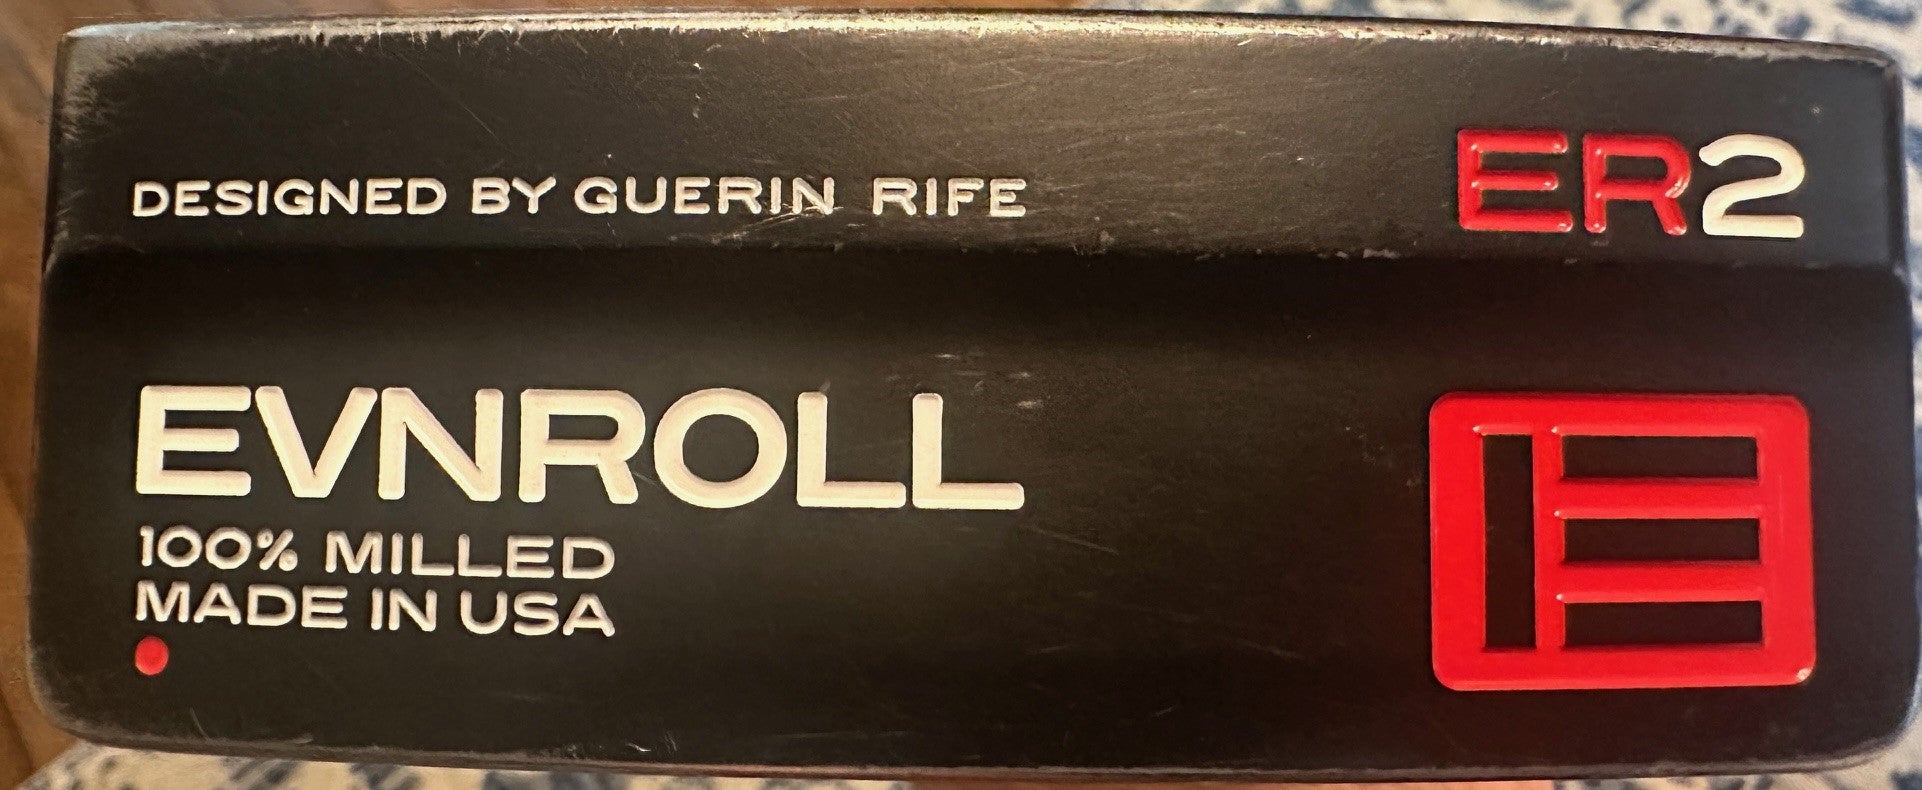 DESIGNED BY GUERIN RIFE
ER2
EVNROLL
100% MILLED
MADE IN USA